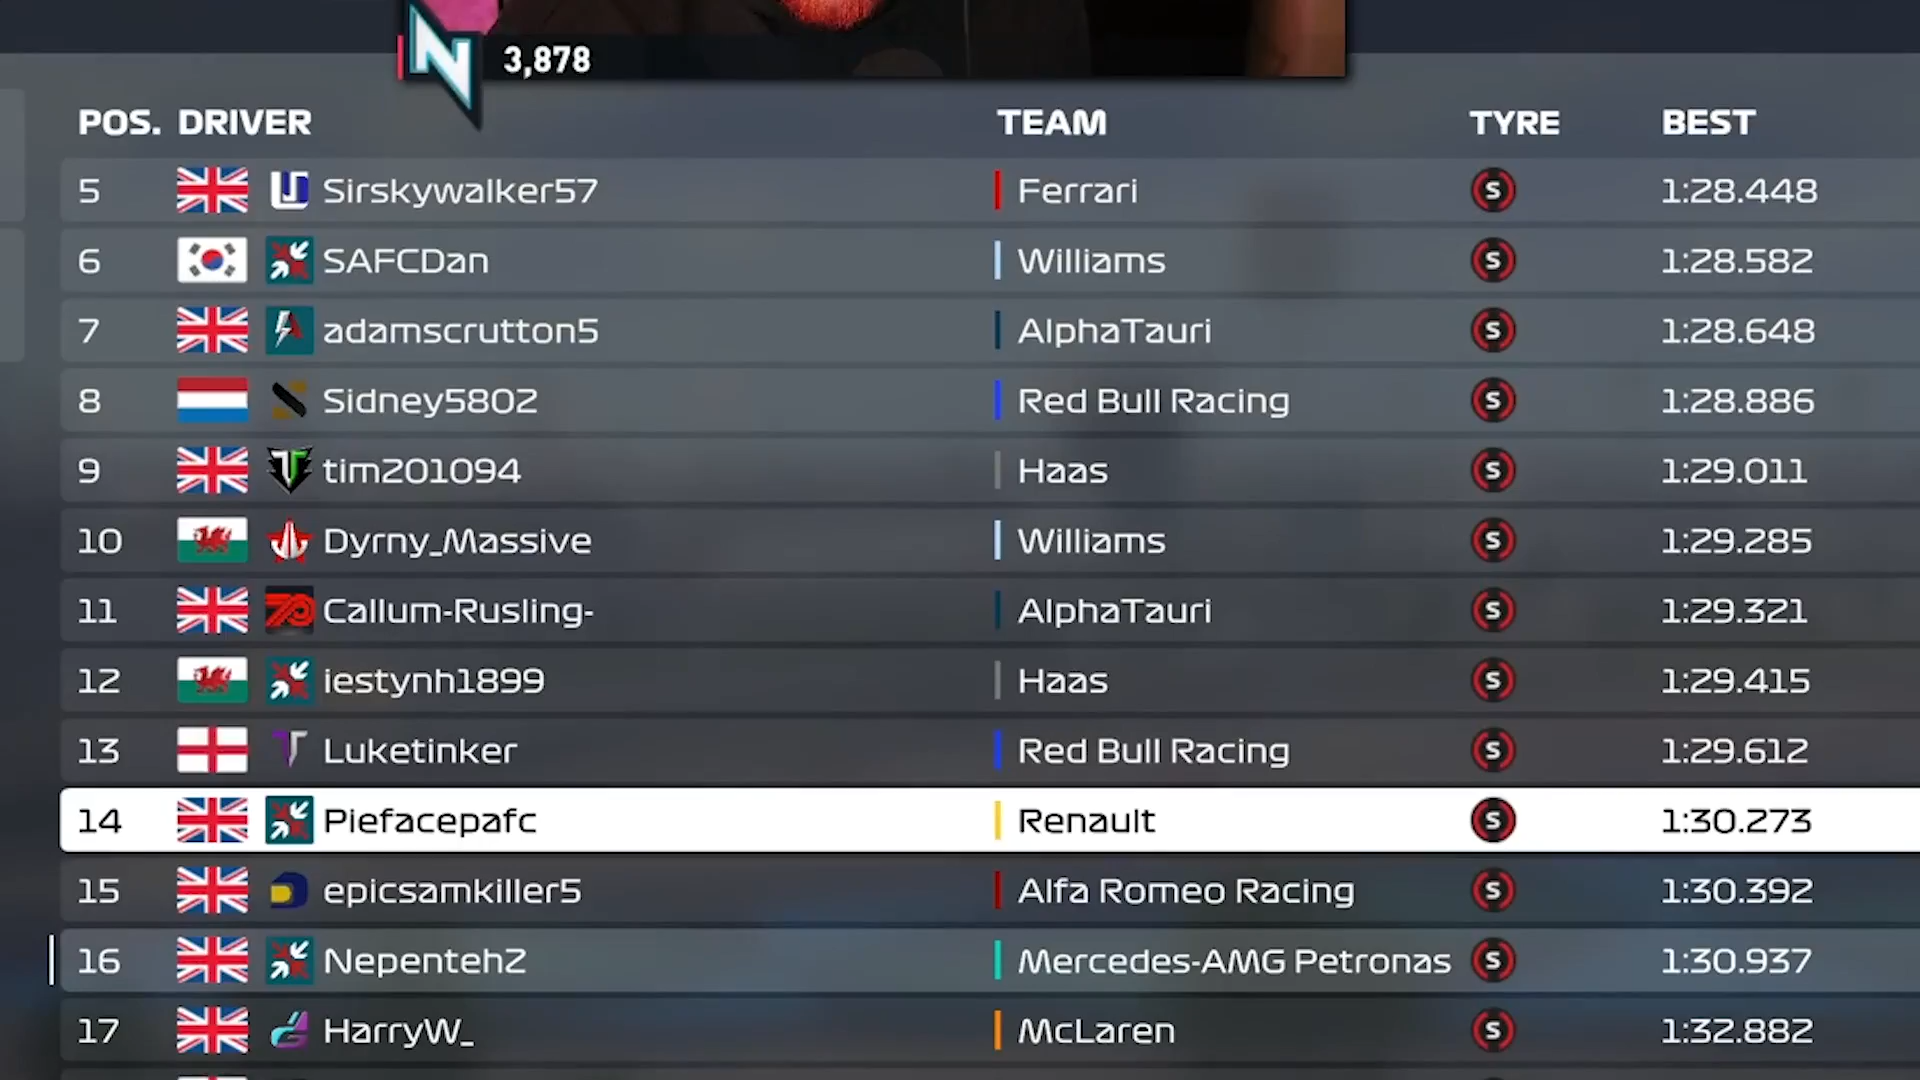 3,878
POS. DRIVER TEAM TYRE BEST
5 Sirskywalker57 Ferrari S 1:28.448
6 SAFCDan Williams S 1:28.582
7 adamscrutton5 AlphaTauri S 1:28.648
8 Sidney5802 Red Bull Racing S 1:28.886
9 tim201094 Haas S 1:29.011
10 Dyrny_Massive Williams S 1:29.285
11 Callum-Rusling- AlphaTauri S 1:29.321
12 iestynh1899 Haas S 1:29.415
13 Luketinker Red Bull Racing S 1:29.612
14 Piefacepafc Renault S 1:30.273
15 epicsamkiller5 Alfa Romeo Racing S 1:30.392
16 Nepenteh2 Mercedes-AMG Petronas S 1:30.937
17 HarryW_ McLaren S 1:32.882